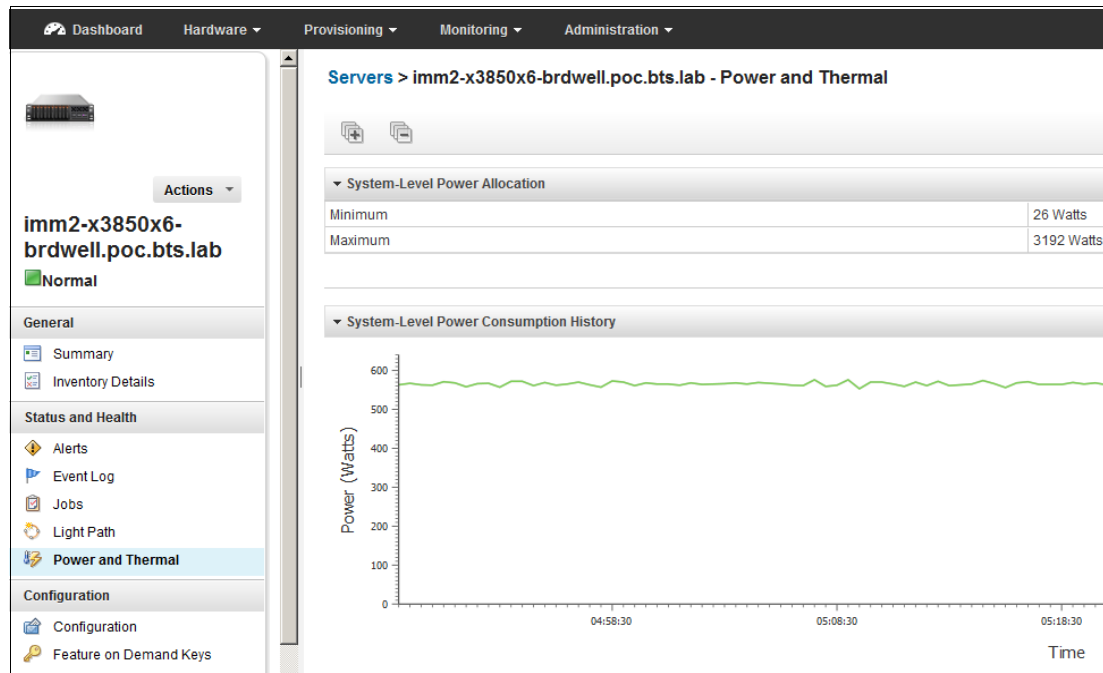 Dashboard Hardware Provisioning Monitoring Administration
Actions
imm2-x3850x6-
brdwell.poc.bts.lab
Normal
General
Summary
Inventory Details
Status and Health
Alerts
Event Log
Jobs
Light Path
Power and Thermal
Configuration
Configuration
Feature on Demand Keys
Servers > imm2-x3850x6-brdwell.poc.bts.lab - Power and Thermal
System-Level Power Allocation
Minimum 26 Watts
Maximum 3192 Watts
System-Level Power Consumption History
Power (Watts)
600
500
400
300
200
100
0
04:58:30 05:08:30 05:18:30
Time